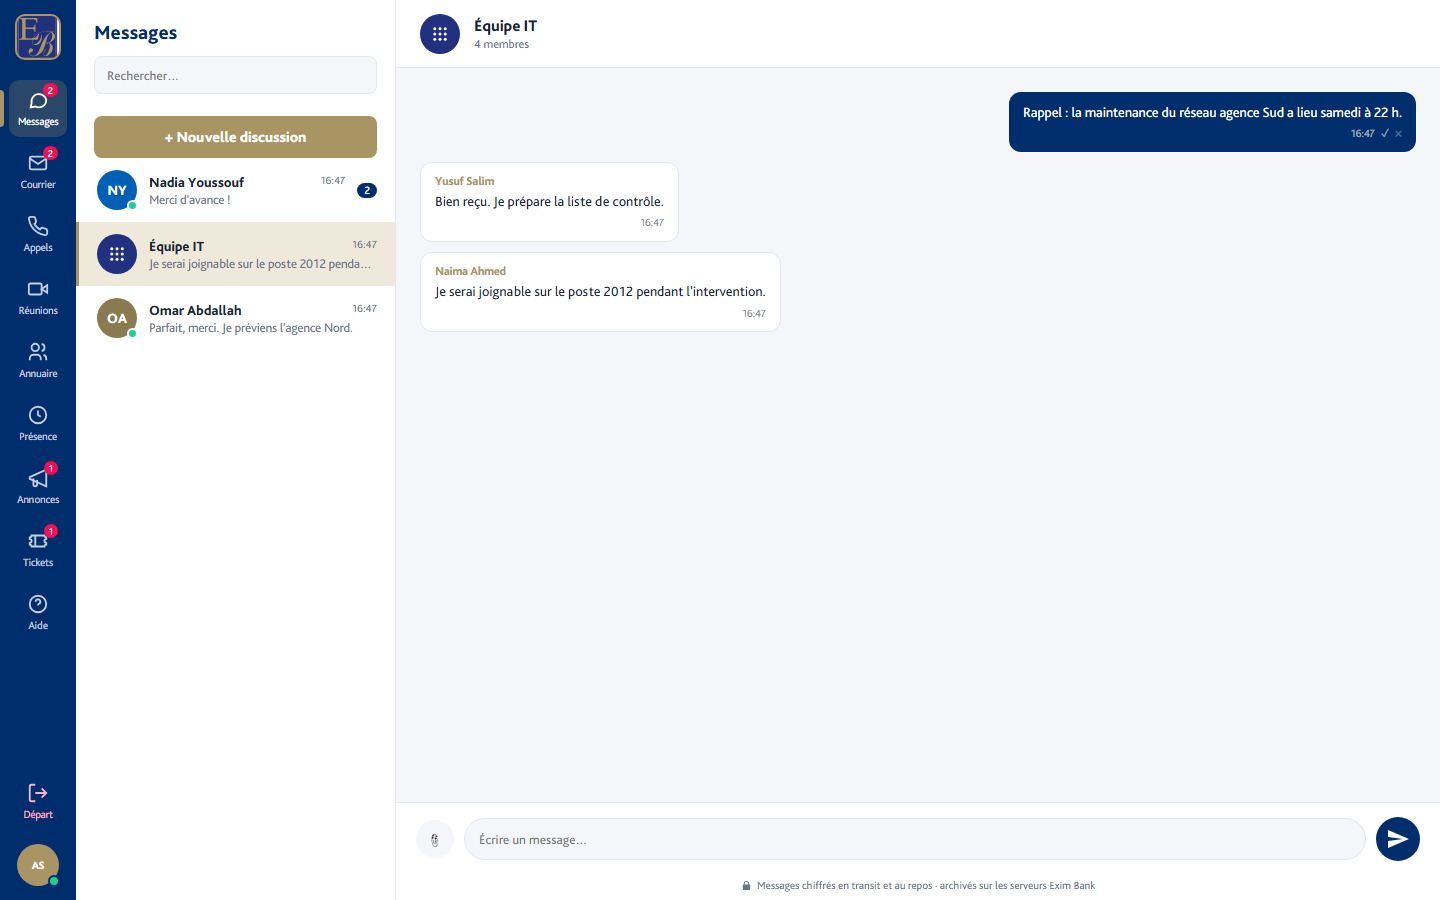 EB
2
Messages
2
Courrier
Appels
Réunions
Annuaire
Présence
1
Annonces
1
Tickets
Aide
Départ
AS
Messages
Rechercher...
+ Nouvelle discussion
NY
Nadia Youssouf
16:47
Merci d'avance !
2
Équipe IT
16:47
Je serai joignable sur le poste 2012 penda...
OA
Omar Abdallah
16:47
Parfait, merci. Je préviens l'agence Nord.
Équipe IT
4 membres
Rappel : la maintenance du réseau agence Sud a lieu samedi à 22 h.
16:47 ✓ ×
Yusuf Salim
Bien reçu. Je prépare la liste de contrôle.
16:47
Naima Ahmed
Je serai joignable sur le poste 2012 pendant l'intervention.
16:47
Écrire un message...
Messages chiffrés en transit et au repos · archivés sur les serveurs Exim Bank